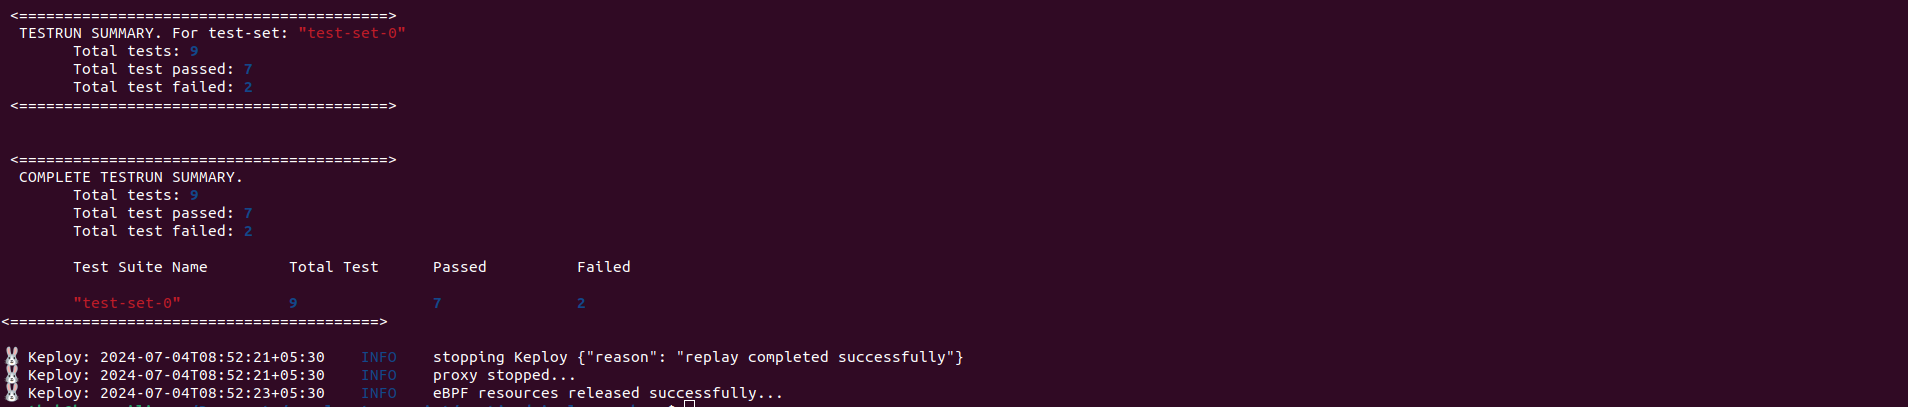 <=========================================>
TESTRUN SUMMARY. For test-set: "test-set-0"
Total tests: 9
Total test passed: 7
Total test failed: 2
<=========================================>
<=========================================>
COMPLETE TESTRUN SUMMARY.
Total tests: 9
Total test passed: 7
Total test failed: 2
Test Suite Name Total Test Passed Failed
"test-set-0" 9 7 2
<=========================================>
Keploy: 2024-07-04T08:52:21+05:30 INFO stopping Keploy {"reason": "replay completed successfully"}
Keploy: 2024-07-04T08:52:21+05:30 INFO proxy stopped...
Keploy: 2024-07-04T08:52:23+05:30 INFO eBPF resources released successfully...